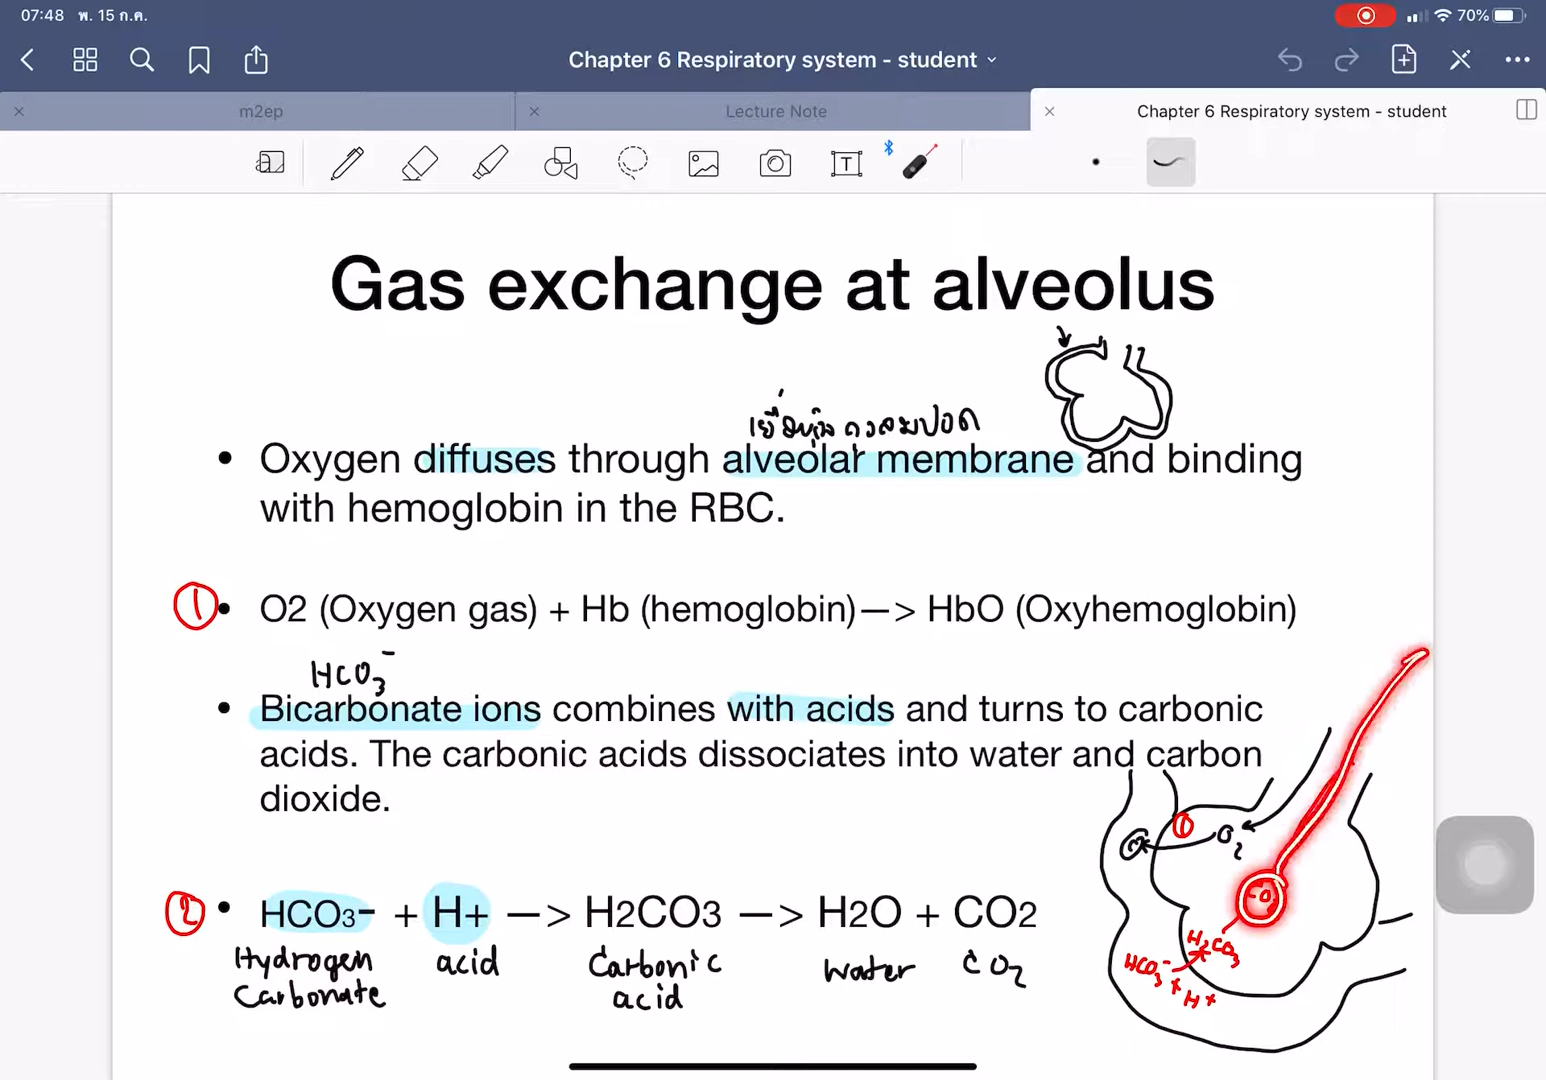 07:48 พ. 15 ก.ค.
70%
Chapter 6 Respiratory system - student
m2ep
Lecture Note
Chapter 6 Respiratory system - student
Gas exchange at alveolus
เยื่อหุ้มถุงลมปอด
• Oxygen diffuses through alveolar membrane and binding
with hemoglobin in the RBC.
① • O2 (Oxygen gas) + Hb (hemoglobin)—> HbO (Oxyhemoglobin)
HCO3-
• Bicarbonate ions combines with acids and turns to carbonic
acids. The carbonic acids dissociates into water and carbon
dioxide.
① O2
② • HCO3- + H+ —> H2CO3 —> H2O + CO2
Hydrogen Carbonate
acid
Carbonic acid
water
CO2
H2CO3
HCO3- + H+